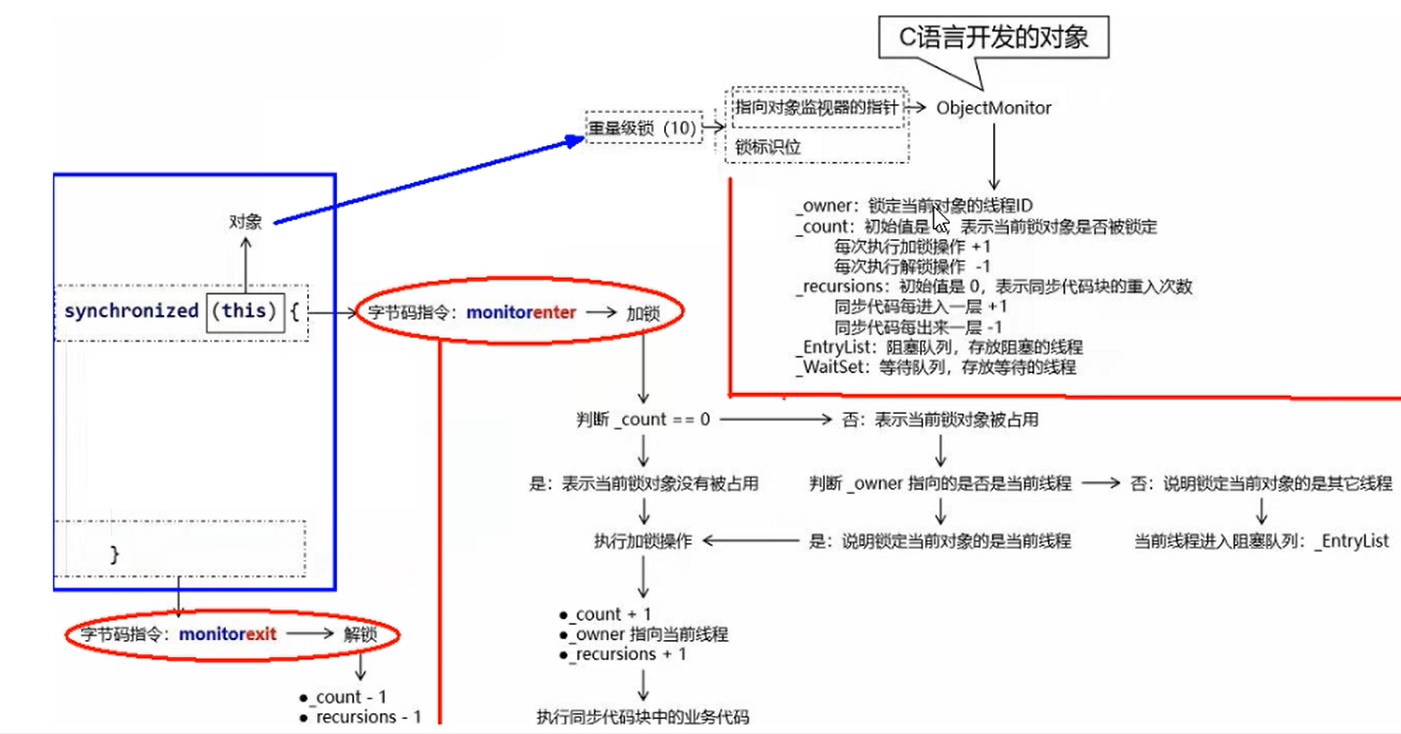 C语言开发的对象
指向对象监视器的指针
ObjectMonitor
重量级锁（10）
锁标识位
_owner：锁定当前对象的线程ID
_count：初始值是 表示当前锁对象是否被锁定
每次执行加锁操作 +1
每次执行解锁操作 -1
_recursions：初始值是 0，表示同步代码块的重入次数
同步代码每进入一层 +1
同步代码每出来一层 -1
_EntryList：阻塞队列，存放阻塞的线程
_WaitSet：等待队列，存放等待的线程
对象
synchronized (this) {
字节码指令：monitorenter
加锁
判断 _count == 0
否：表示当前锁对象被占用
是：表示当前锁对象没有被占用
判断 _owner 指向的是否是当前线程
否：说明锁定当前对象的是其它线程
执行加锁操作
是：说明锁定当前对象的是当前线程
当前线程进入阻塞队列：_EntryList
}
●_count + 1
●_owner 指向当前线程
●_recursions + 1
字节码指令：monitorexit
解锁
●_count - 1
● recursions - 1
执行同步代码块中的业务代码